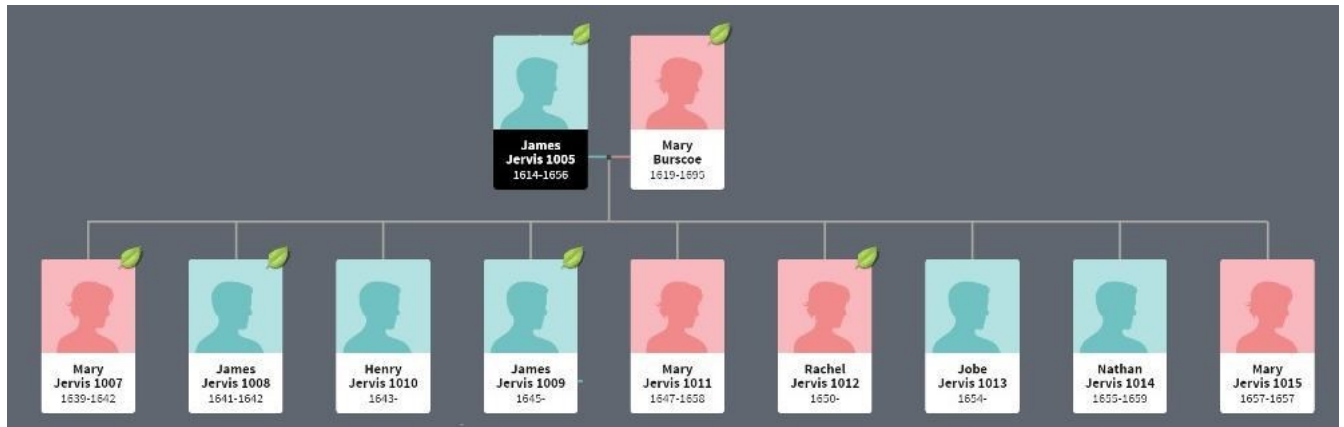 James
Jervis 1005
1614-1656
Mary
Burscoe
1619-1695
Mary
Jervis 1007
1639-1642
James
Jervis 1008
1641-1642
Henry
Jervis 1010
1643-
James
Jervis 1009
1645-
Mary
Jervis 1011
1647-1658
Rachel
Jervis 1012
1650-
Jobe
Jervis 1013
1654-
Nathan
Jervis 1014
1655-1659
Mary
Jervis 1015
1657-1657